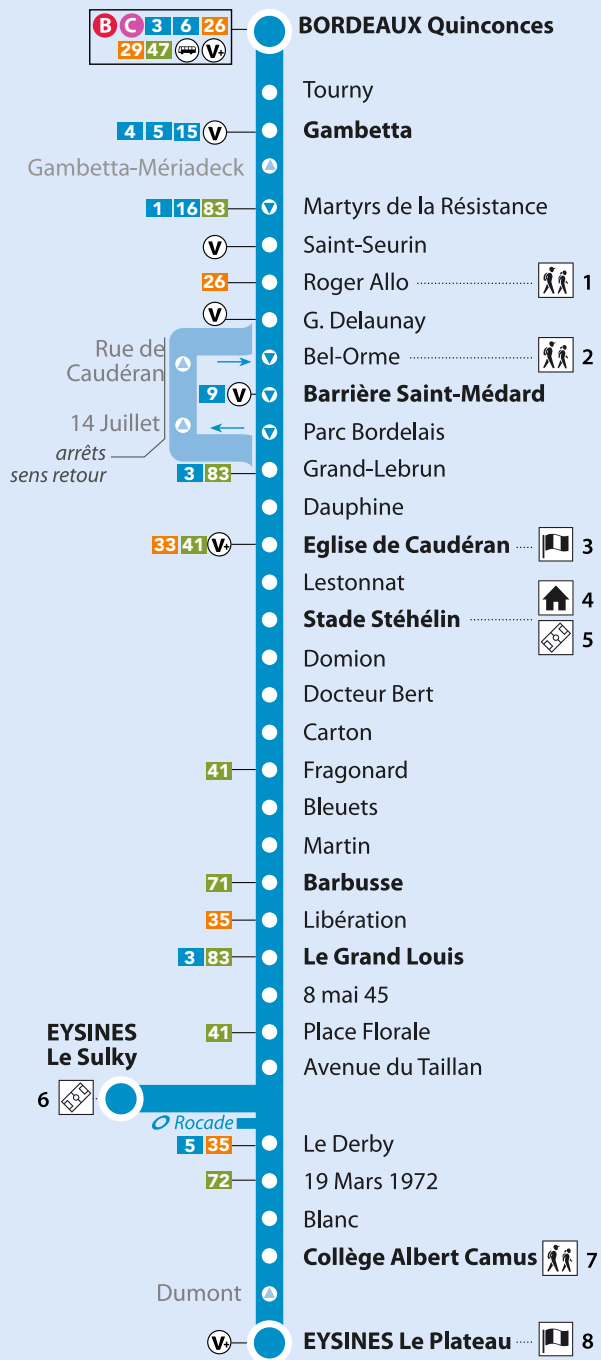 B C 3 6 26 BORDEAUX Quinconces
29 47 V+
Tourny
4 5 15 V Gambetta
Gambetta-Mériadeck
1 16 83 Martyrs de la Résistance
V Saint-Seurin
26 Roger Allo 1
V G. Delaunay
Rue de
Caudéran
Bel-Orme 2
9 V Barrière Saint-Médard
14 Juillet
Parc Bordelais
arrêts
sens retour
3 83 Grand-Lebrun
Dauphine
33 41 V+ Eglise de Caudéran 3
Lestonnat
4
Stade Stéhélin
5
Domion
Docteur Bert
Carton
41 Fragonard
Bleuets
Martin
71 Barbusse
35 Libération
3 83 Le Grand Louis
8 mai 45
41 Place Florale
Avenue du Taillan
EYSINES
Le Sulky
6
Rocade
5 35 Le Derby
72 19 Mars 1972
Blanc
Collège Albert Camus 7
Dumont
V+ EYSINES Le Plateau 8